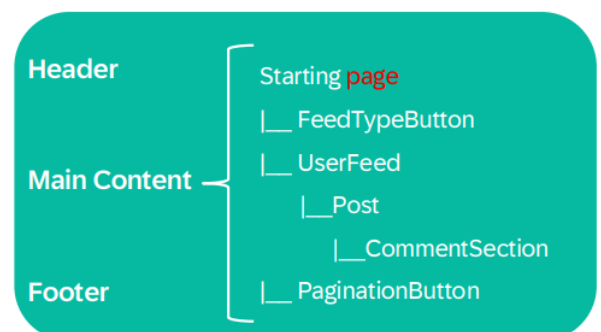 Header
Main Content
Footer
Starting page
|__ FeedTypeButton
|__ UserFeed
|__Post
|__CommentSection
|__ PaginationButton